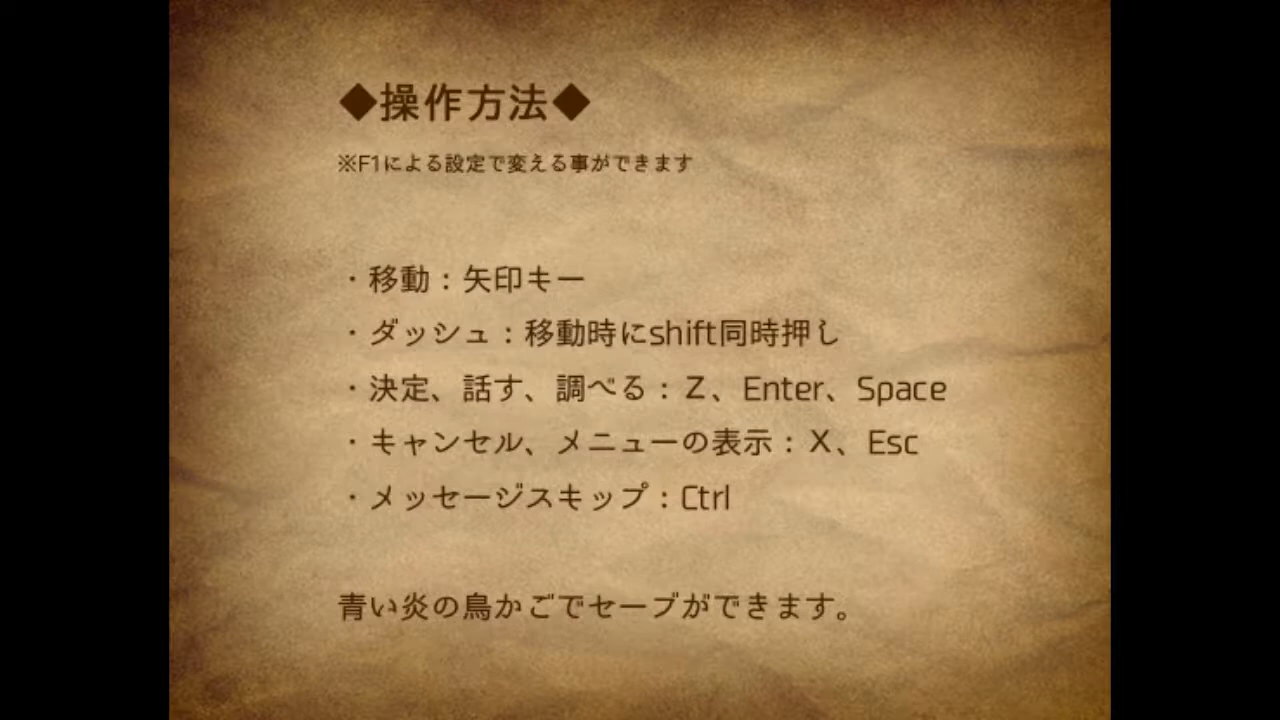 ◆操作方法◆
※F1による設定で変える事ができます
・移動：矢印キー
・ダッシュ：移動時にshift同時押し
・決定、話す、調べる：Z、Enter、Space
・キャンセル、メニューの表示：X、Esc
・メッセージスキップ：Ctrl
青い炎の鳥かごでセーブができます。